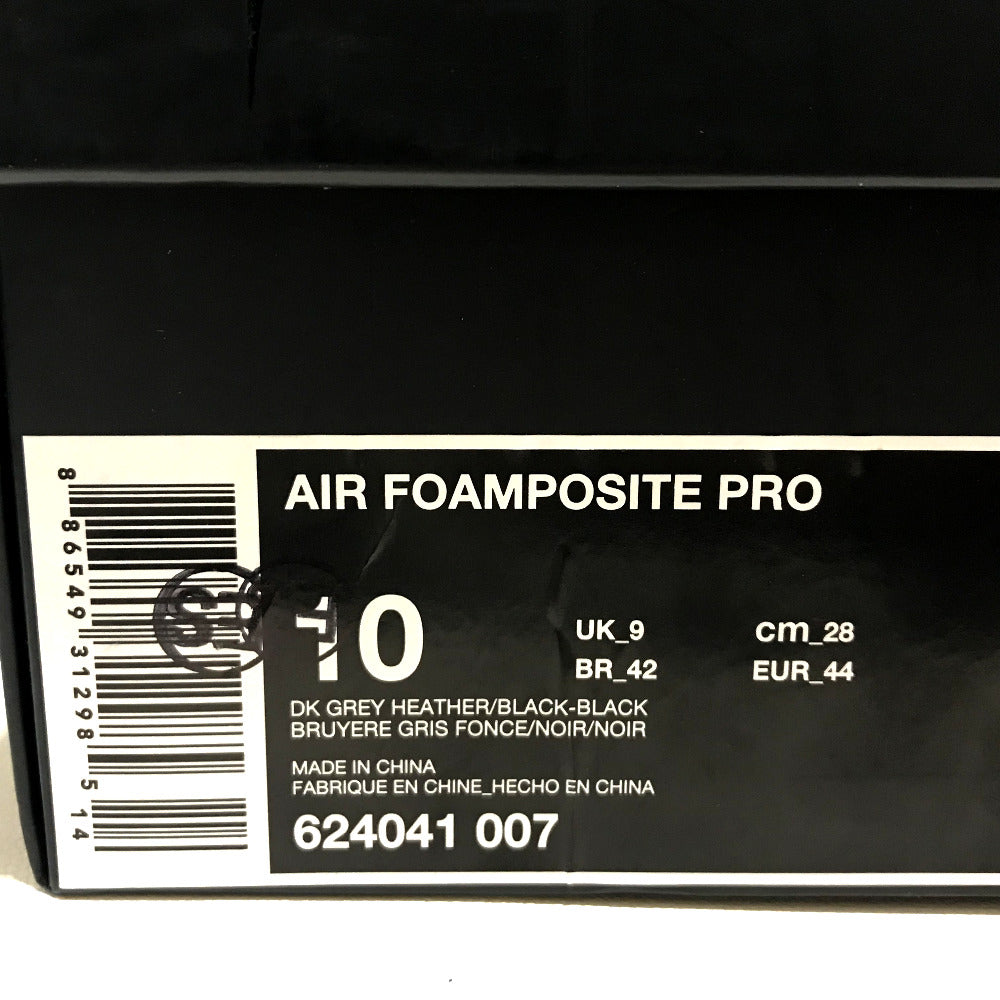 AIR FOAMPOSITE PRO
10
UK_9
cm_28
BR_42
EUR_44
DK GREY HEATHER/BLACK-BLACK
BRUYERE GRIS FONCE/NOIR/NOIR
MADE IN CHINA
FABRIQUE EN CHINE_HECHO EN CHINA
624041 007
8 86549 31298 5 14